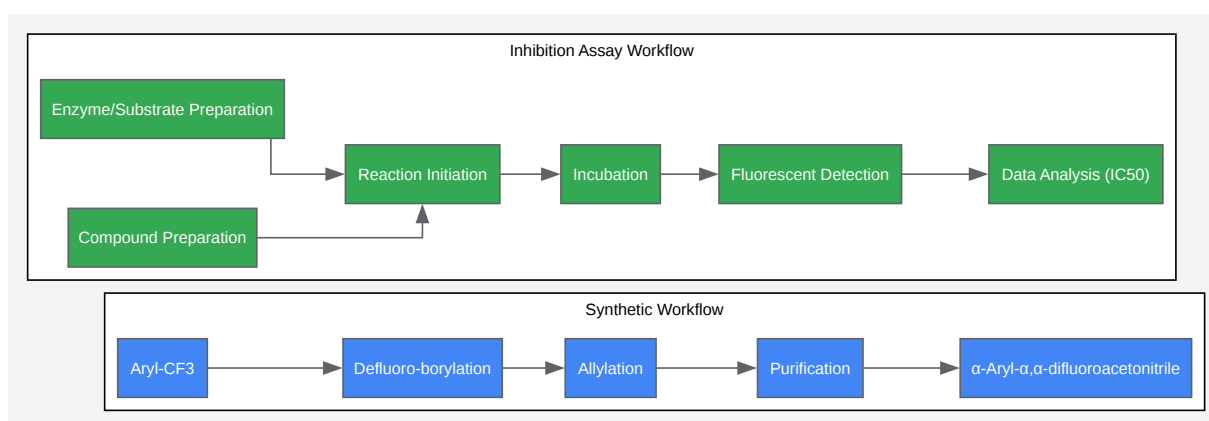 Inhibition Assay Workflow
Enzyme/Substrate Preparation
Compound Preparation
Reaction Initiation
Incubation
Fluorescent Detection
Data Analysis (IC50)
Synthetic Workflow
Aryl-CF3
Defluoro-borylation
Allylation
Purification
α-Aryl-α,α-difluoroacetonitrile